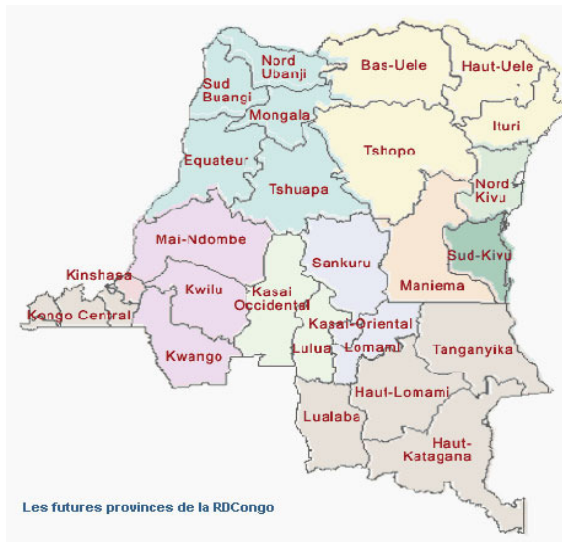 Nord
Ubanji
Bas-Uele
Haut-Uele
Sud
Buangi
Mongala
Ituri
Equateur
Tshopo
Tshuapa
Nord
Kivu
Mai-Ndombe
Sankuru
Sud-Kivu
Maniema
Kinshasa
Kwilu
Kasai
Occidental
Kongo Central
Kasai-Oriental
Lulua
Lomami
Tanganyika
Kwango
Haut-Lomami
Lualaba
Haut-
Katagana
Les futures provinces de la RDCongo